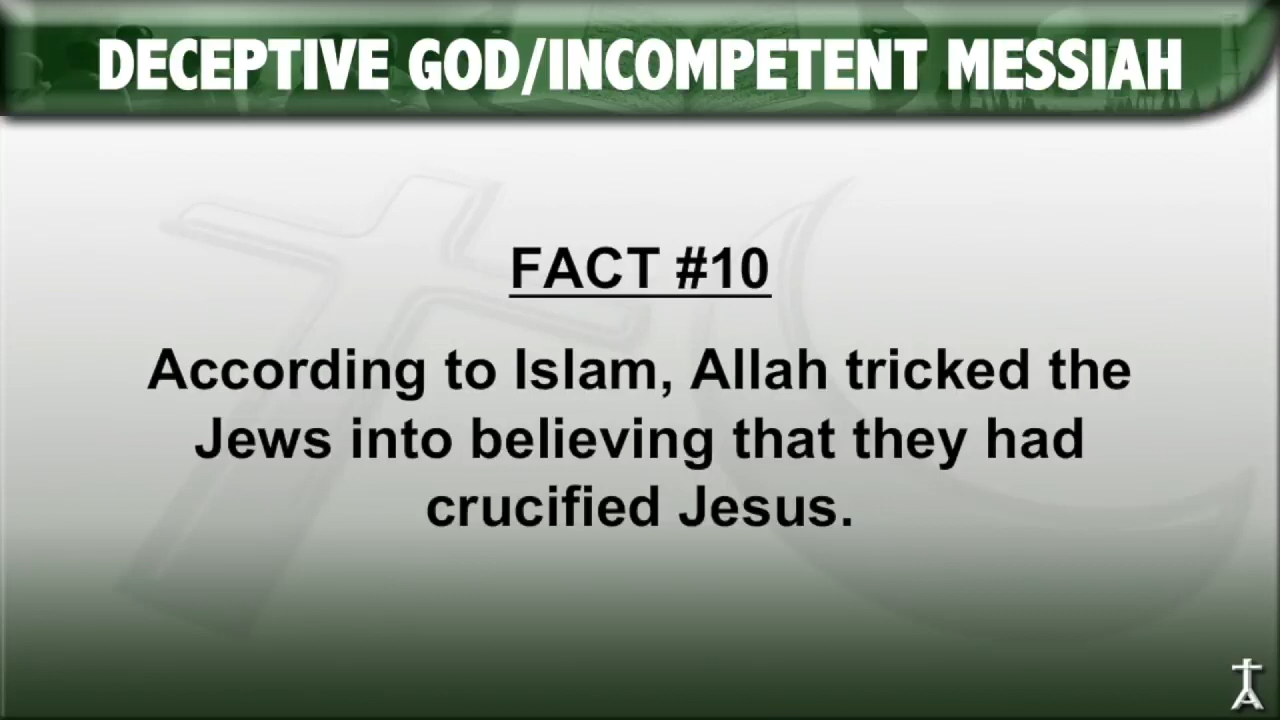 DECEPTIVE GOD/INCOMPETENT MESSIAH
FACT #10
According to Islam, Allah tricked the
Jews into believing that they had
crucified Jesus.